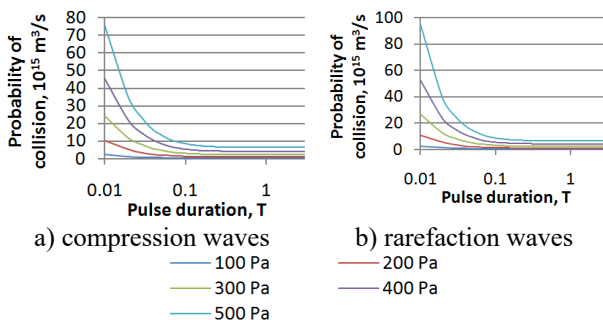 Probability of collision, 10¹⁵ m³/s
80
70
60
50
40
30
20
10
0
0.01
0.1
1
Pulse duration, T
a) compression waves
Probability of collision, 10¹⁵ m³/s
100
80
60
40
20
0
0.01
0.1
1
Pulse duration, T
b) rarefaction waves
100 Pa
200 Pa
300 Pa
400 Pa
500 Pa